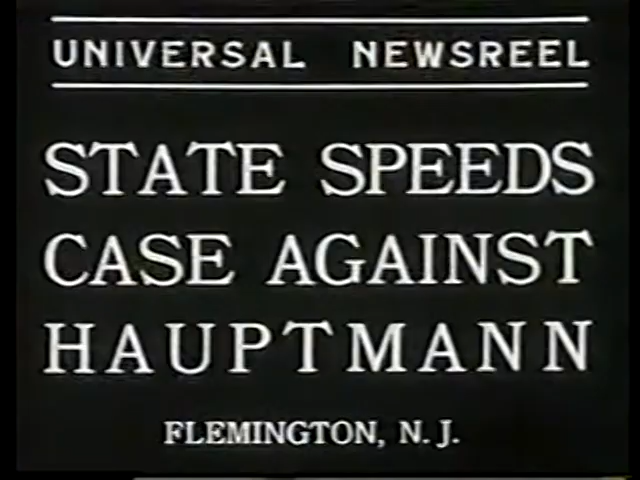 UNIVERSAL NEWSREEL
STATE SPEEDS
CASE AGAINST
HAUPTMANN
FLEMINGTON, N. J.